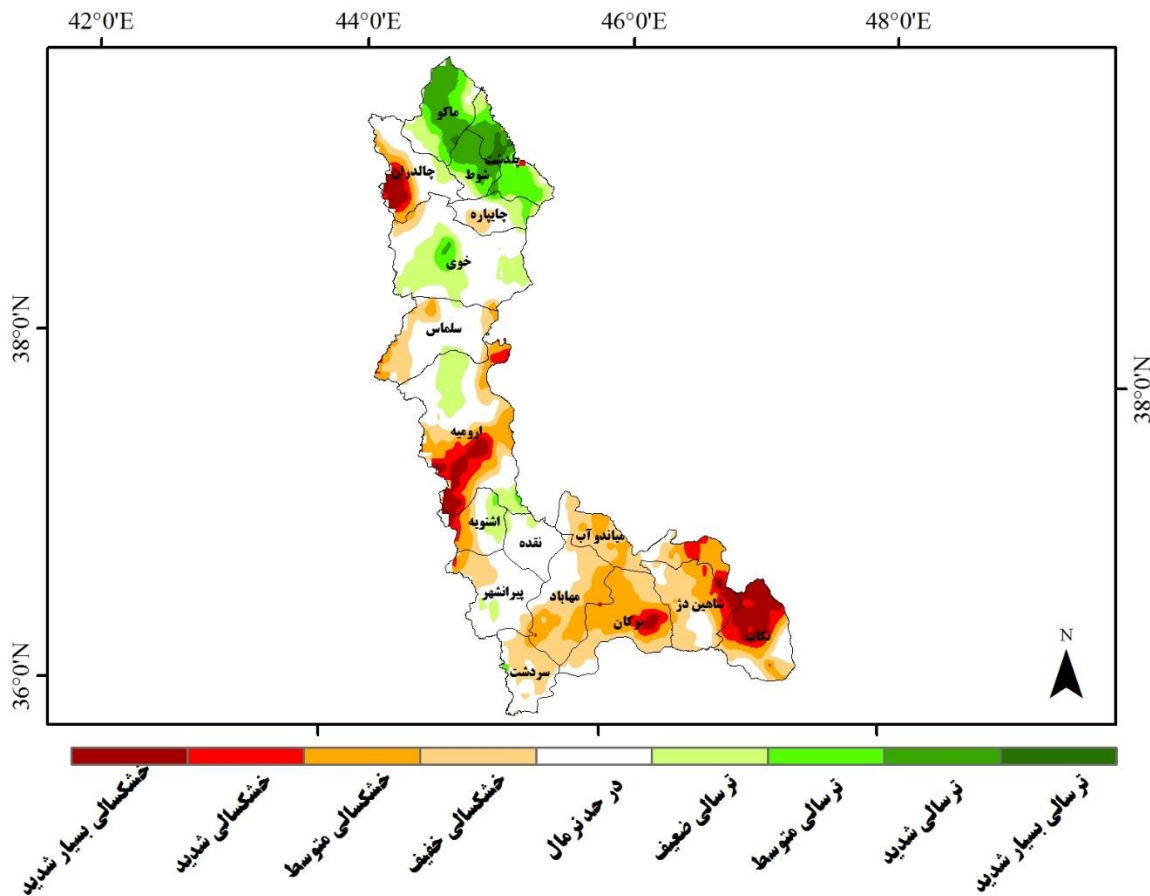 42°0'E 44°0'E 46°0'E 48°0'E
38°0'N
38°0'N
36°0'N
36°0'N
ماکو
چلدشت
شوط
چالدران
چایپاره
خوی
سلماس
ارومیه
اشنویه
نقده
میاندوآب
پیرانشهر
مهاباد
بوکان
شاهین دژ
تکاب
سردشت
N
خشکسالی بسیار شدید
خشکسالی شدید
خشکسالی متوسط
خشکسالی خفیف
در حد نرمال
ترسالی ضعیف
ترسالی متوسط
ترسالی شدید
ترسالی بسیار شدید